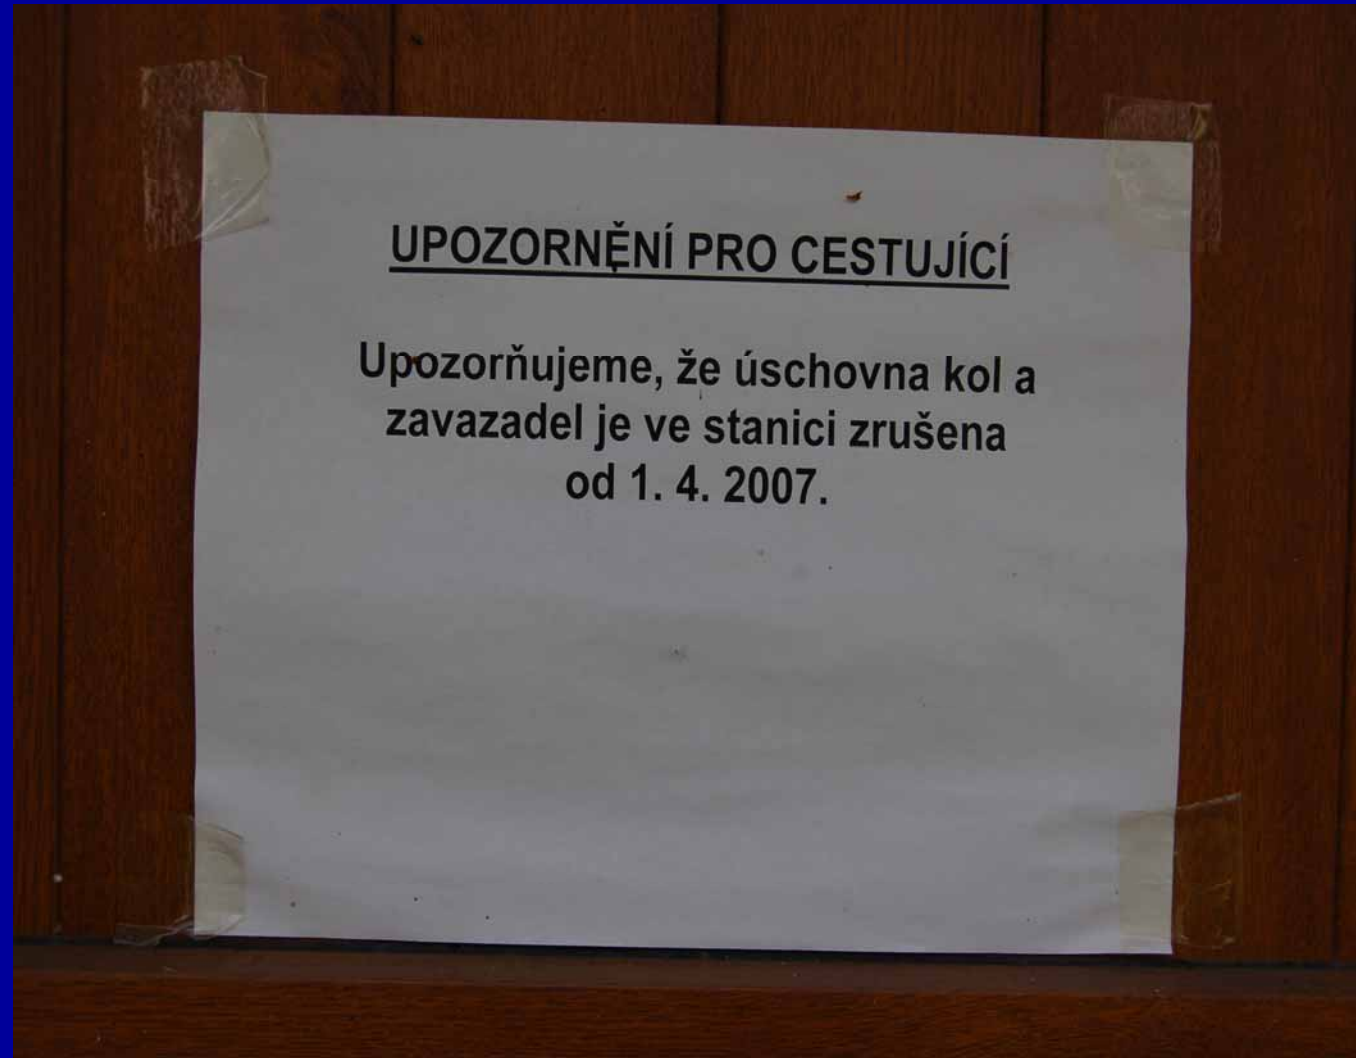 UPOZORNĚNÍ PRO CESTUJÍCÍ
Upozorňujeme, že úschovna kol a
zavazadel je ve stanici zrušena
od 1. 4. 2007.